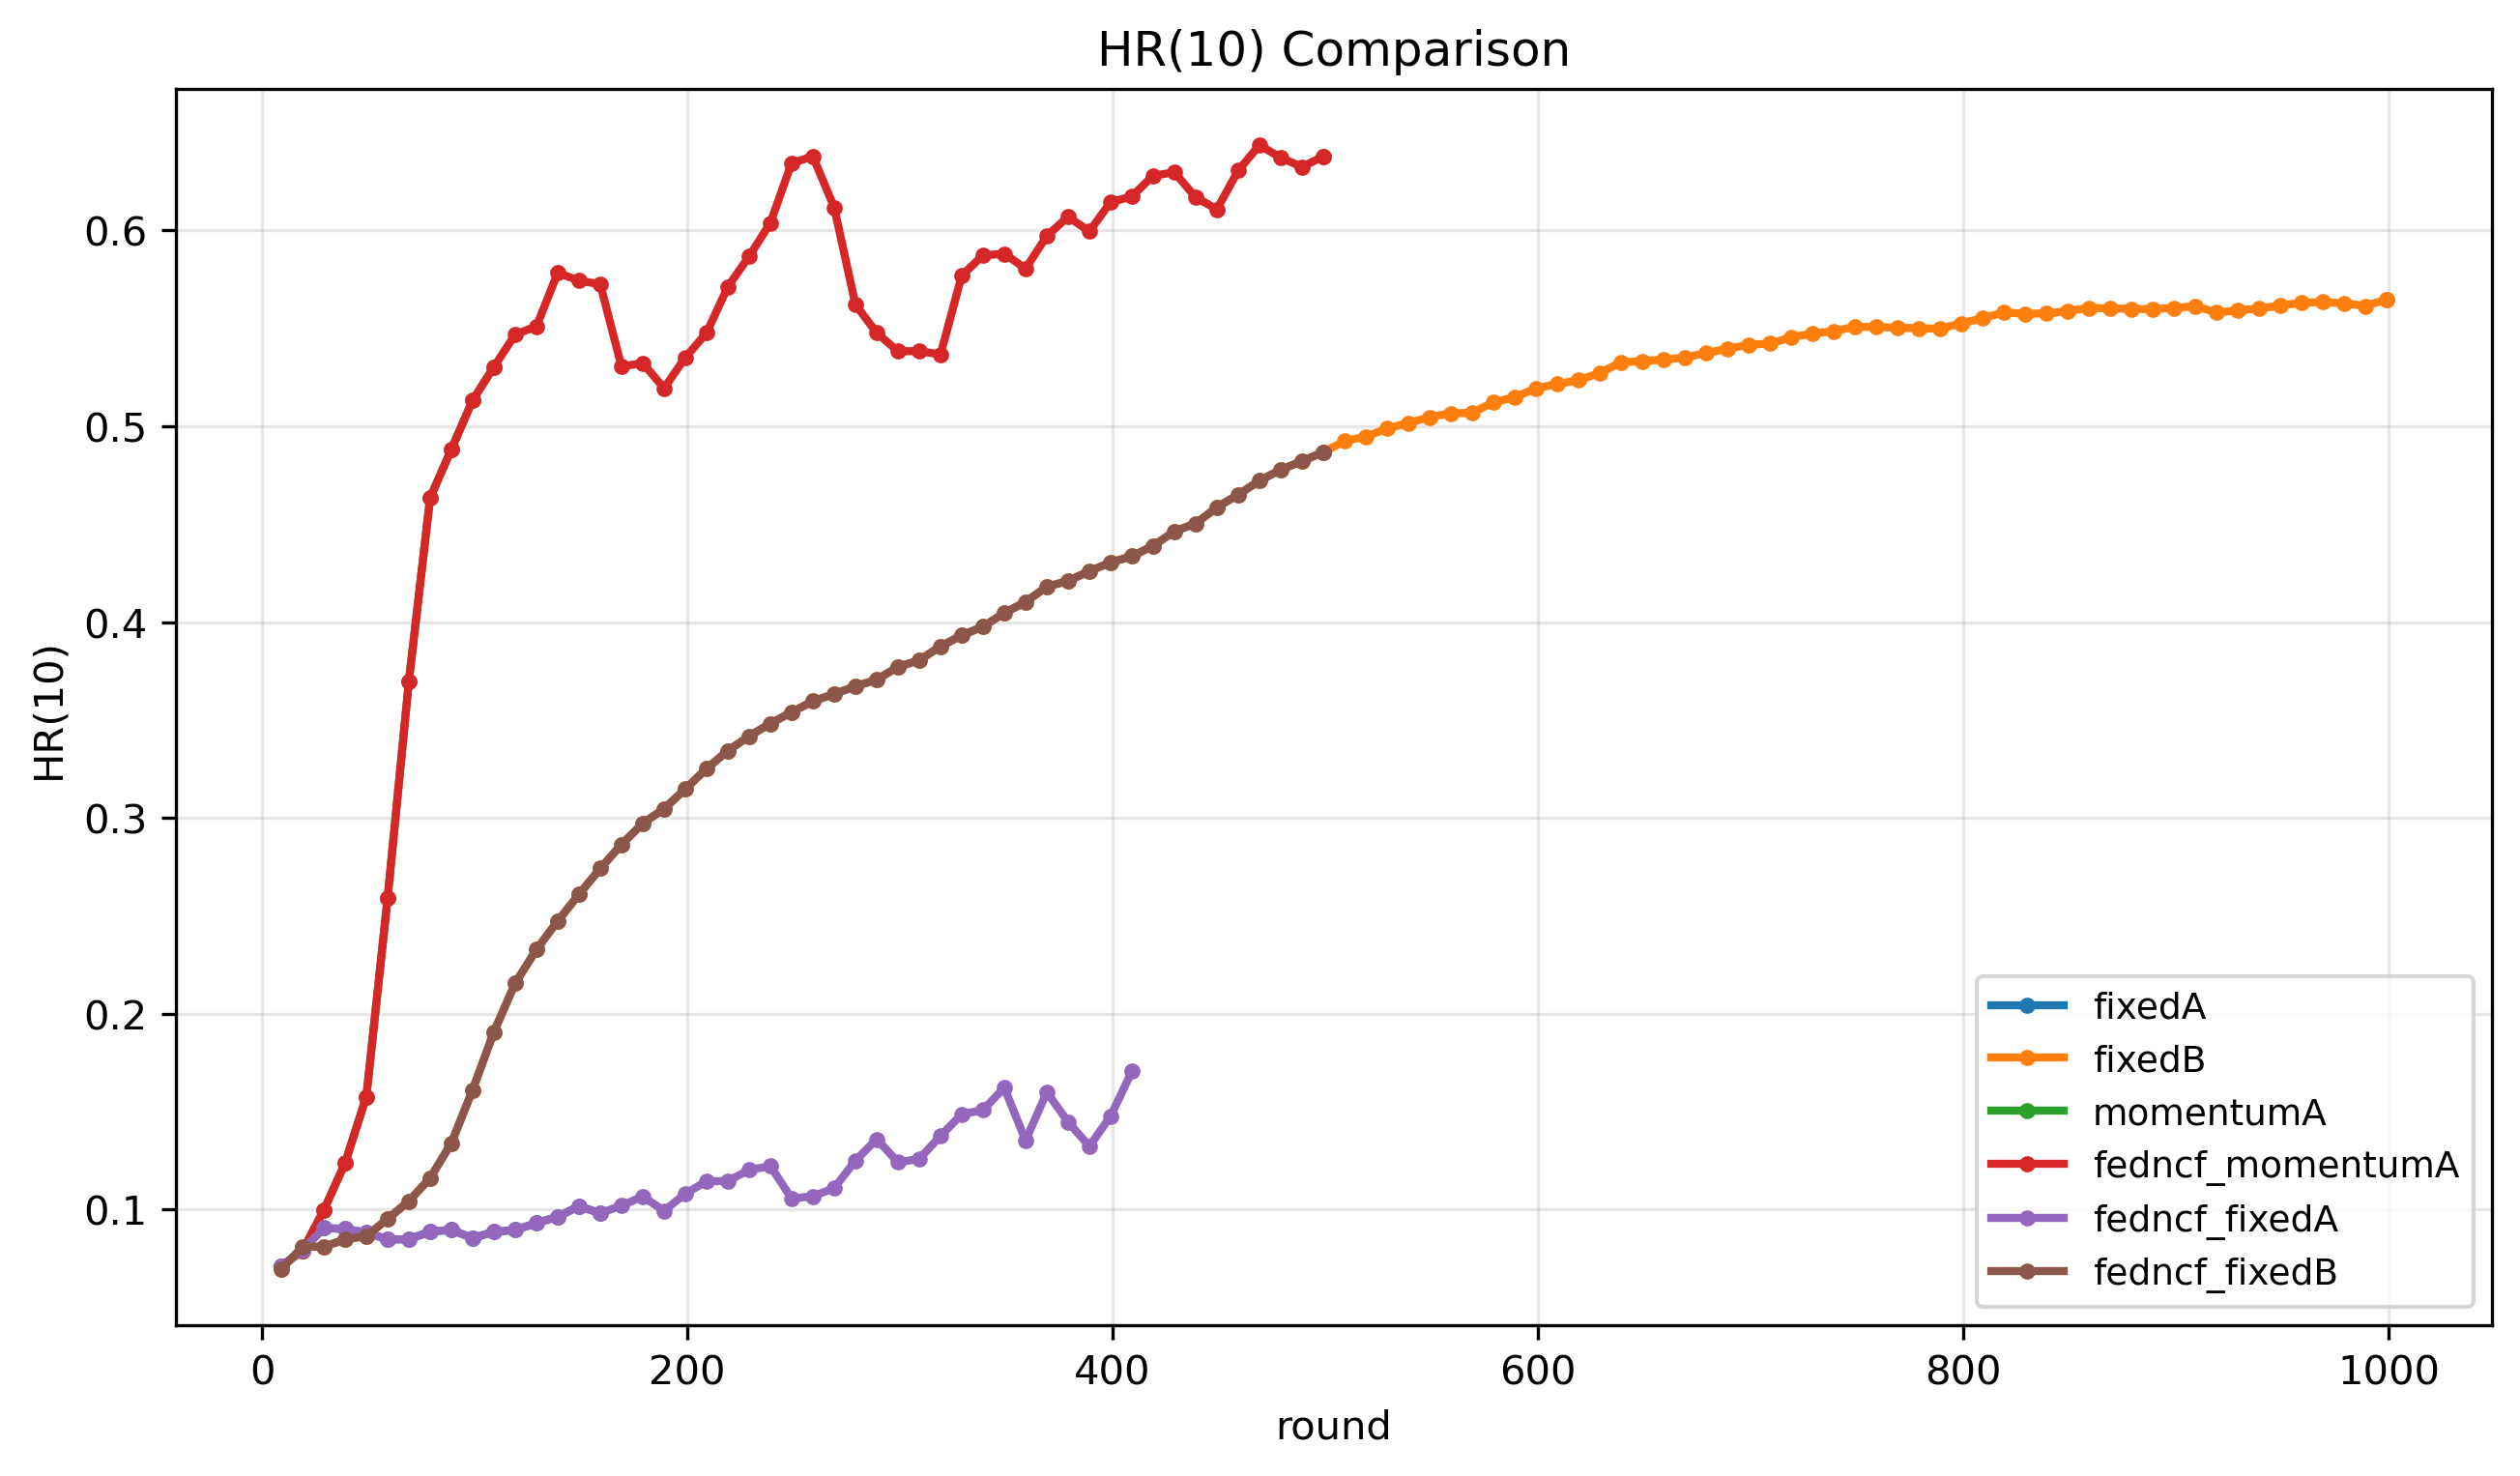 HR(10) Comparison
HR(10)
0.6
0.5
0.4
0.3
0.2
0.1
0 200 400 600 800 1000
round
fixedA
fixedB
momentumA
fedncf_momentumA
fedncf_fixedA
fedncf_fixedB